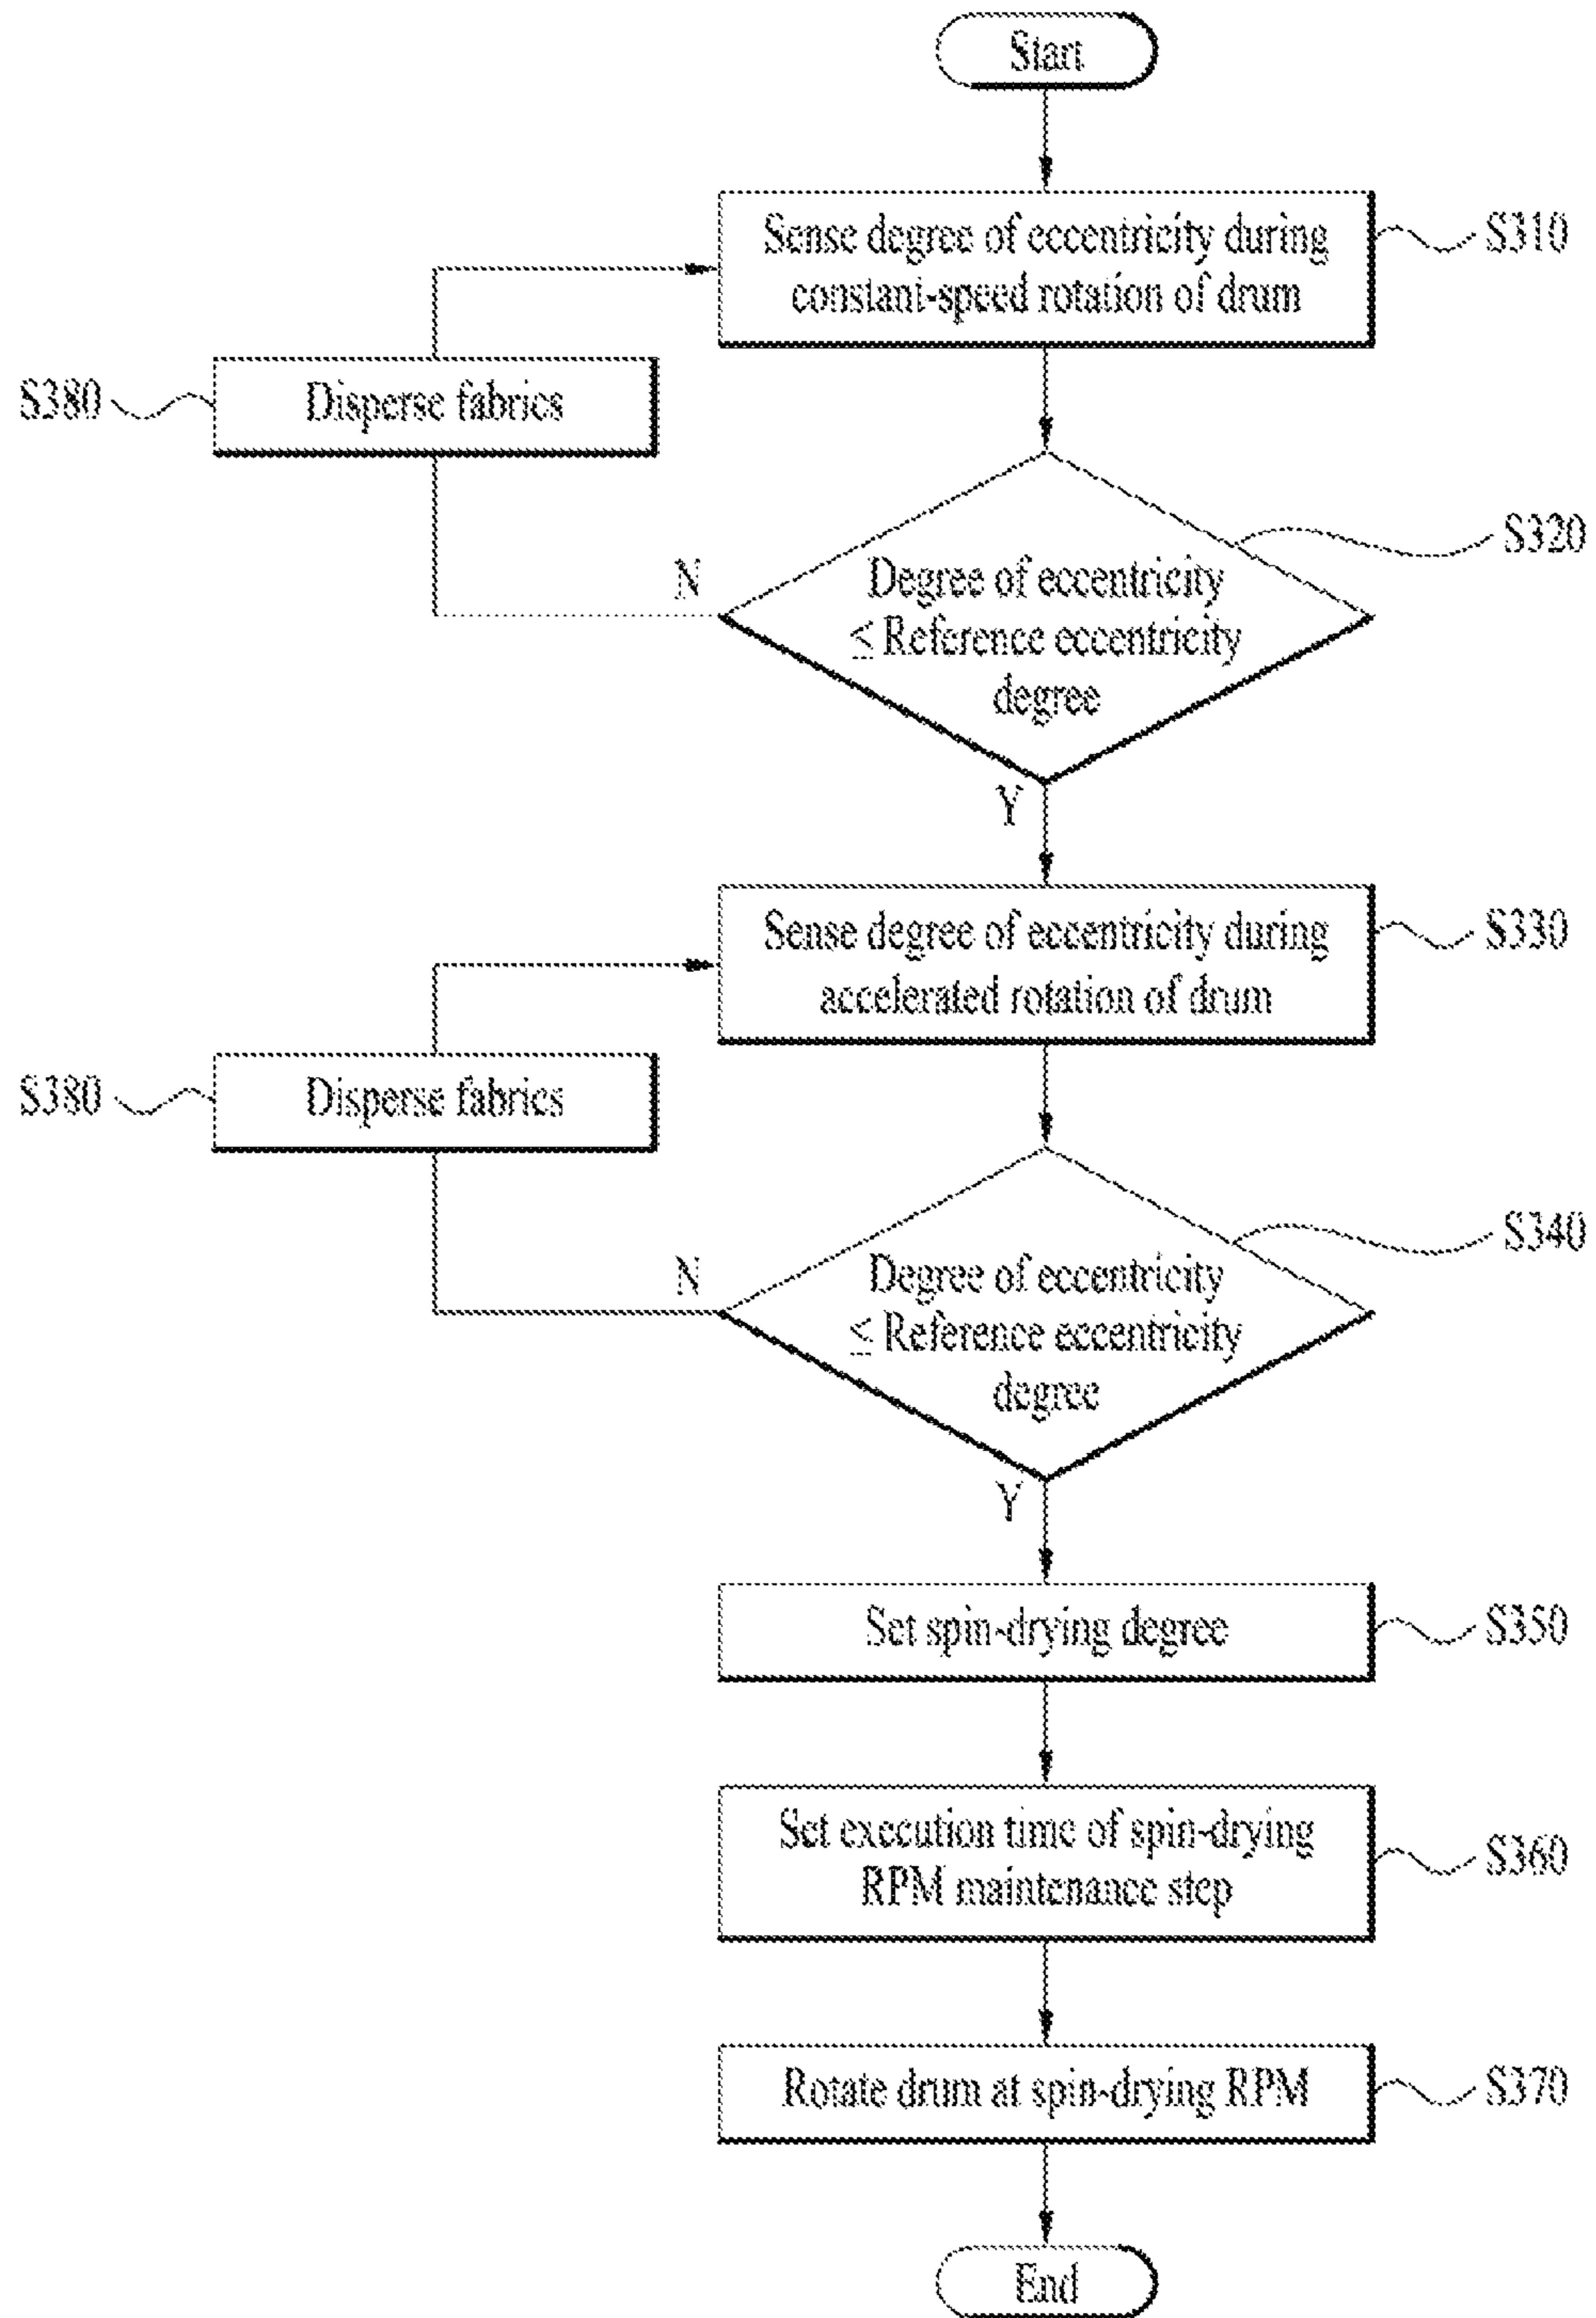 Start
Sense degree of eccentricity during
constant-speed rotation of drum
S310
S380
Disperse fabrics
S320
N
Degree of eccentricity
≤ Reference eccentricity
degree
Y
Sense degree of eccentricity during
accelerated rotation of drum
S330
S380
Disperse fabrics
S340
N
Degree of eccentricity
≤ Reference eccentricity
degree
Y
Set spin-drying degree
S350
Set execution time of spin-drying
RPM maintenance step
S360
Rotate drum at spin-drying RPM
S370
End